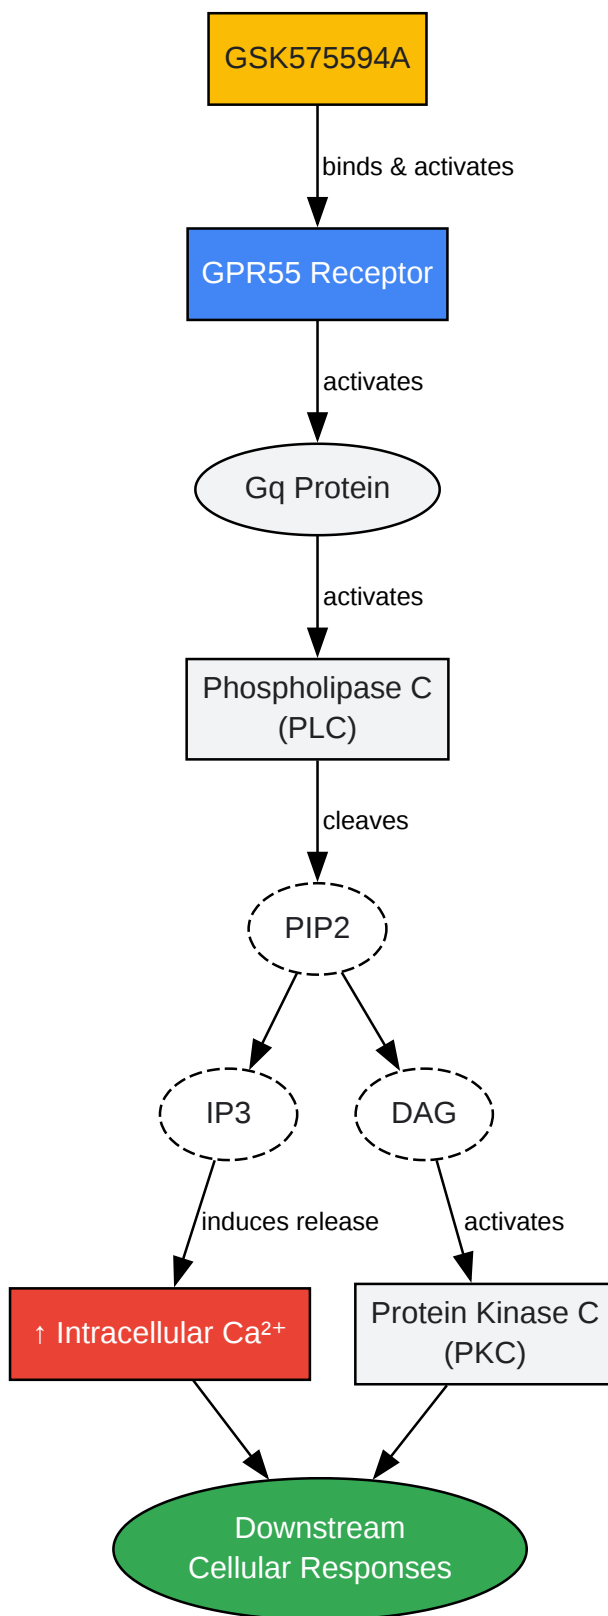 GSK575594A
binds & activates
GPR55 Receptor
activates
Gq Protein
activates
Phospholipase C
(PLC)
cleaves
PIP2
IP3
DAG
induces release
activates
↑ Intracellular Ca²⁺
Protein Kinase C
(PKC)
Downstream
Cellular Responses